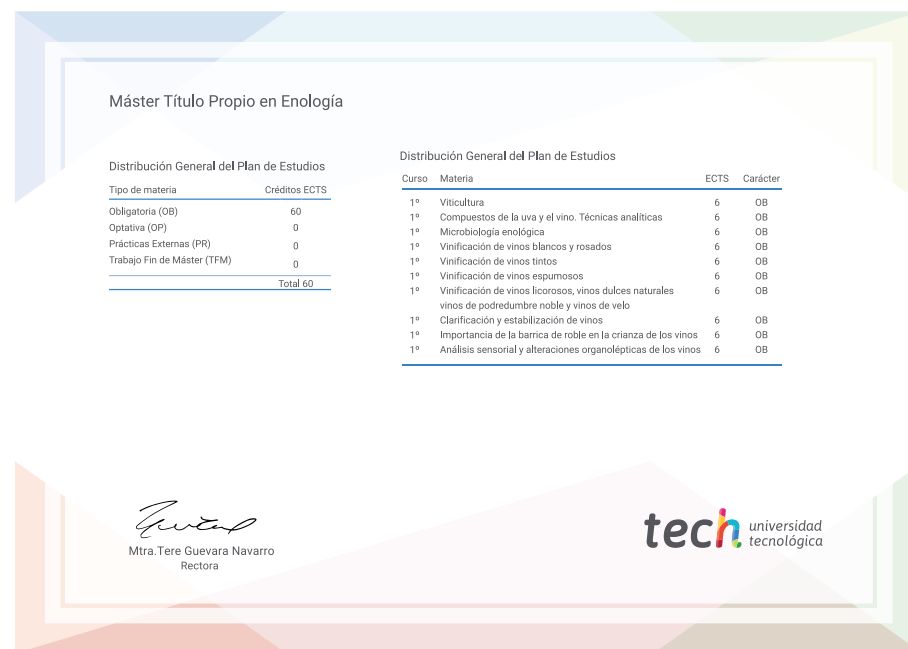 Máster Título Propio en Enología
Distribución General del Plan de Estudios
Tipo de materia Créditos ECTS
Obligatoria (OB) 60
Optativa (OP) 0
Prácticas Externas (PR) 0
Trabajo Fin de Máster (TFM) 0
Total 60
Distribución General del Plan de Estudios
Curso Materia ECTS Carácter
1º Viticultura 6 OB
1º Compuestos de la uva y el vino. Técnicas analíticas 6 OB
1º Microbiología enológica 6 OB
1º Vinificación de vinos blancos y rosados 6 OB
1º Vinificación de vinos tintos 6 OB
1º Vinificación de vinos espumosos 6 OB
1º Vinificación de vinos licorosos, vinos dulces naturales 6 OB
vinos de podredumbre noble y vinos de velo
1º Clarificación y estabilización de vinos 6 OB
1º Importancia de la barrica de roble en la crianza de los vinos 6 OB
1º Análisis sensorial y alteraciones organolépticas de los vinos 6 OB
Mtra.Tere Guevara Navarro
Rectora
tech universidad
tecnológica